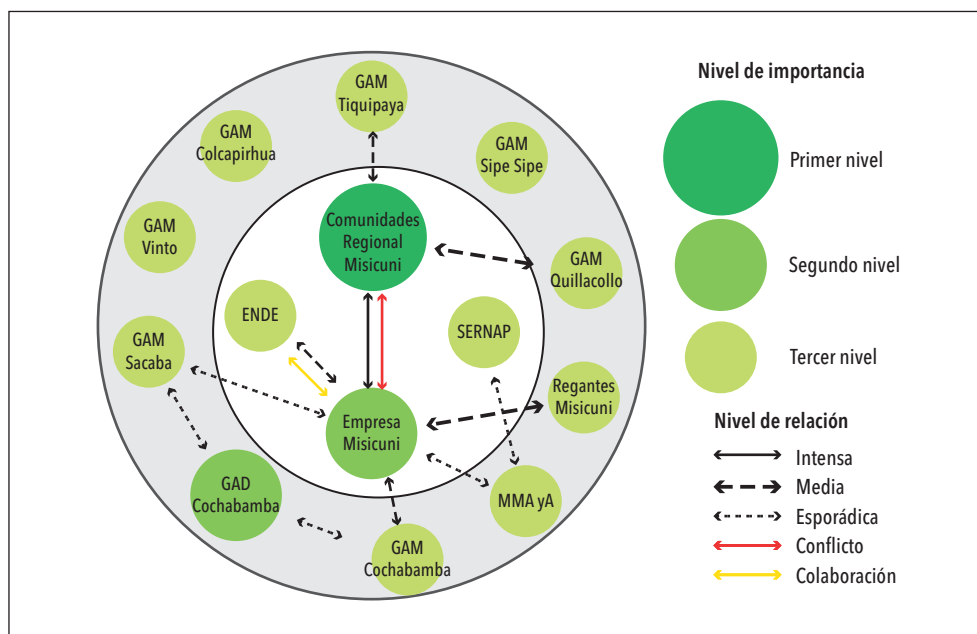 GAM
Tiquipaya
GAM
Colcapirhua
GAM
Sipe Sipe
GAM
Vinto
Comunidades
Regional
Misicuni
GAM
Quillacollo
ENDE
SERNAP
GAM
Sacaba
Regantes
Misicuni
Empresa
Misicuni
GAD
Cochabamba
MMA yA
GAM
Cochabamba
Nivel de importancia
Primer nivel
Segundo nivel
Tercer nivel
Nivel de relación
Intensa
Media
Esporádica
Conflicto
Colaboración